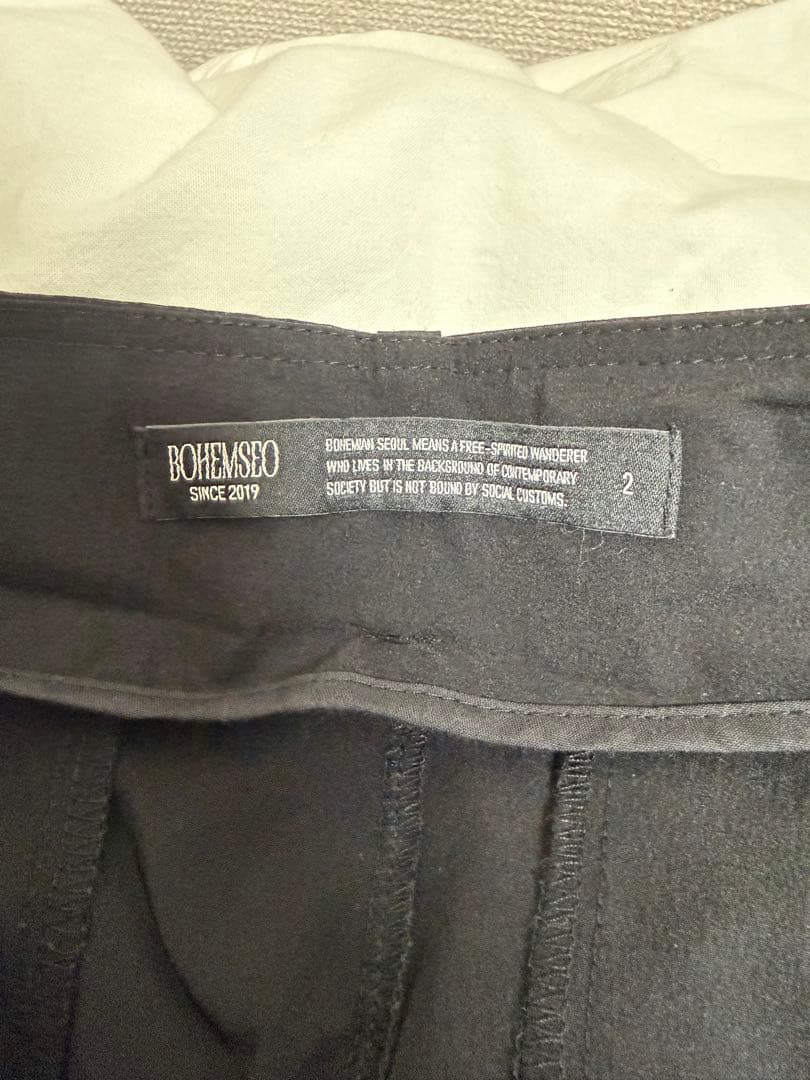 BOHEMSEO
SINCE 2019
BOHEMIAN SEOUL MEANS A FREE-SPIRITED WANDERER
WHO LIVES IN THE BACKGROUND OF CONTEMPORARY
SOCIETY BUT IS NOT BOUND BY SOCIAL CUSTOMS.
2